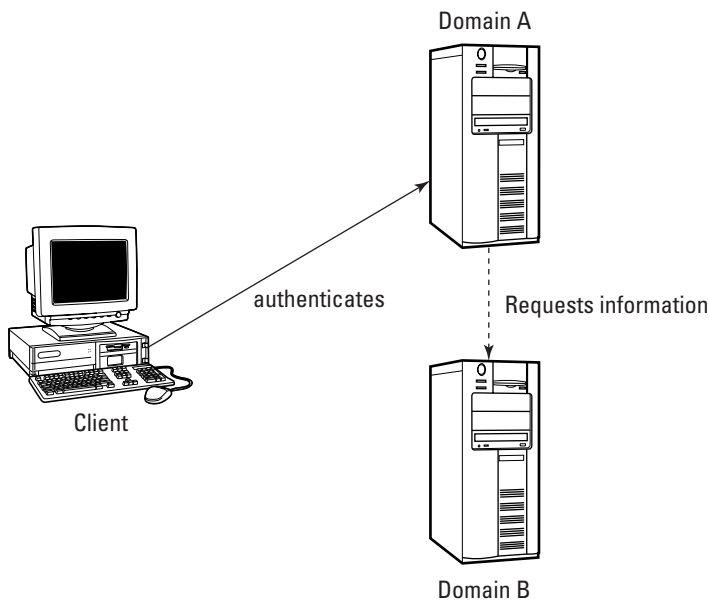 Domain A
authenticates
Requests information
Client
Domain B